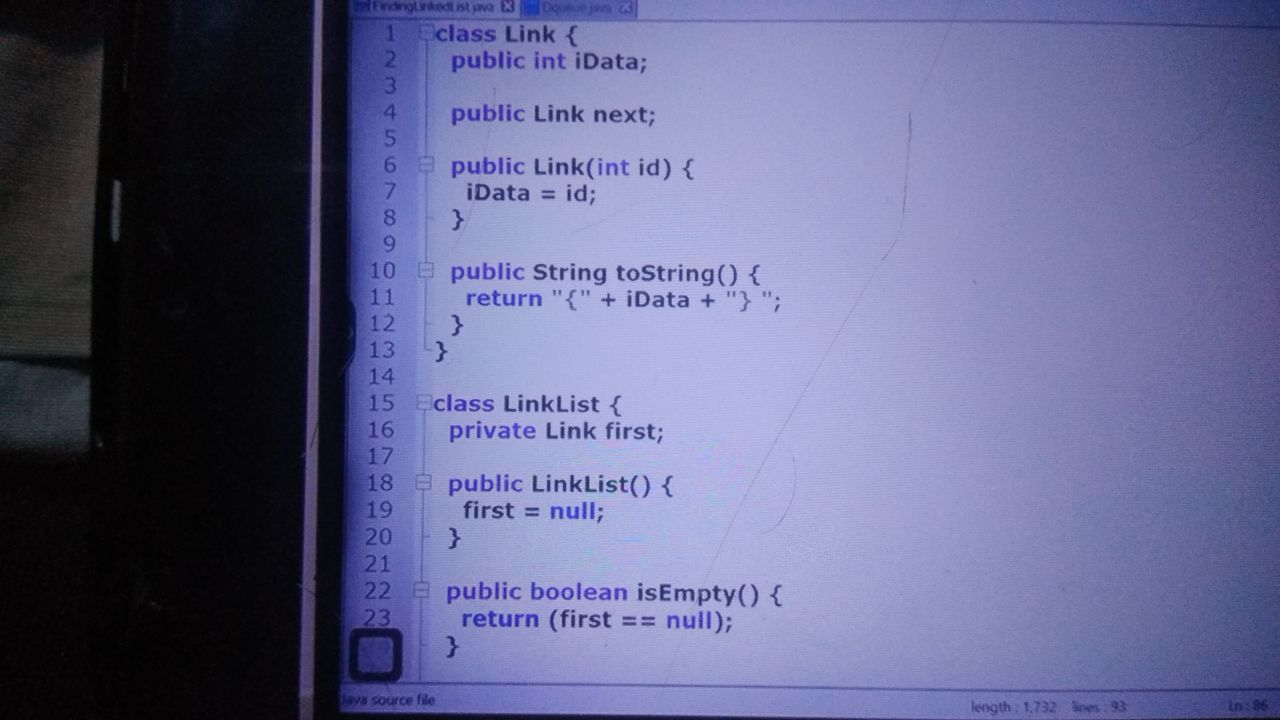 FindingLinkedList.java Dqueue.java
1 class Link {
2 public int iData;
3
4 public Link next;
5
6 public Link(int id) {
7 iData = id;
8 }
9
10 public String toString() {
11 return "{" + iData + "} ";
12 }
13 }
14
15 class LinkList {
16 private Link first;
17
18 public LinkList() {
19 first = null;
20 }
21
22 public boolean isEmpty() {
23 return (first == null);
}
Java source file length : 1,732 lines : 93 Ln : 86